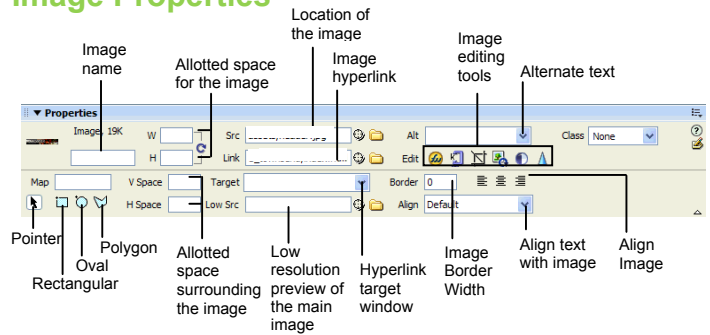 Image Properties
Location of
the image
Image
name
Allotted space
for the image
Image
hyperlink
Image
editing
tools
Alternate text
Properties
Image, 19K
W
Src
Alt
Class None
H
Link
Edit
Map
V Space
Target
Border 0
H Space
Low Src
Align Default
Pointer
Rectangular
Oval
Polygon
Allotted
space
surrounding
the image
Low
resolution
preview of
the main
image
Hyperlink
target
window
Image
Border
Width
Align text
with image
Align
Image